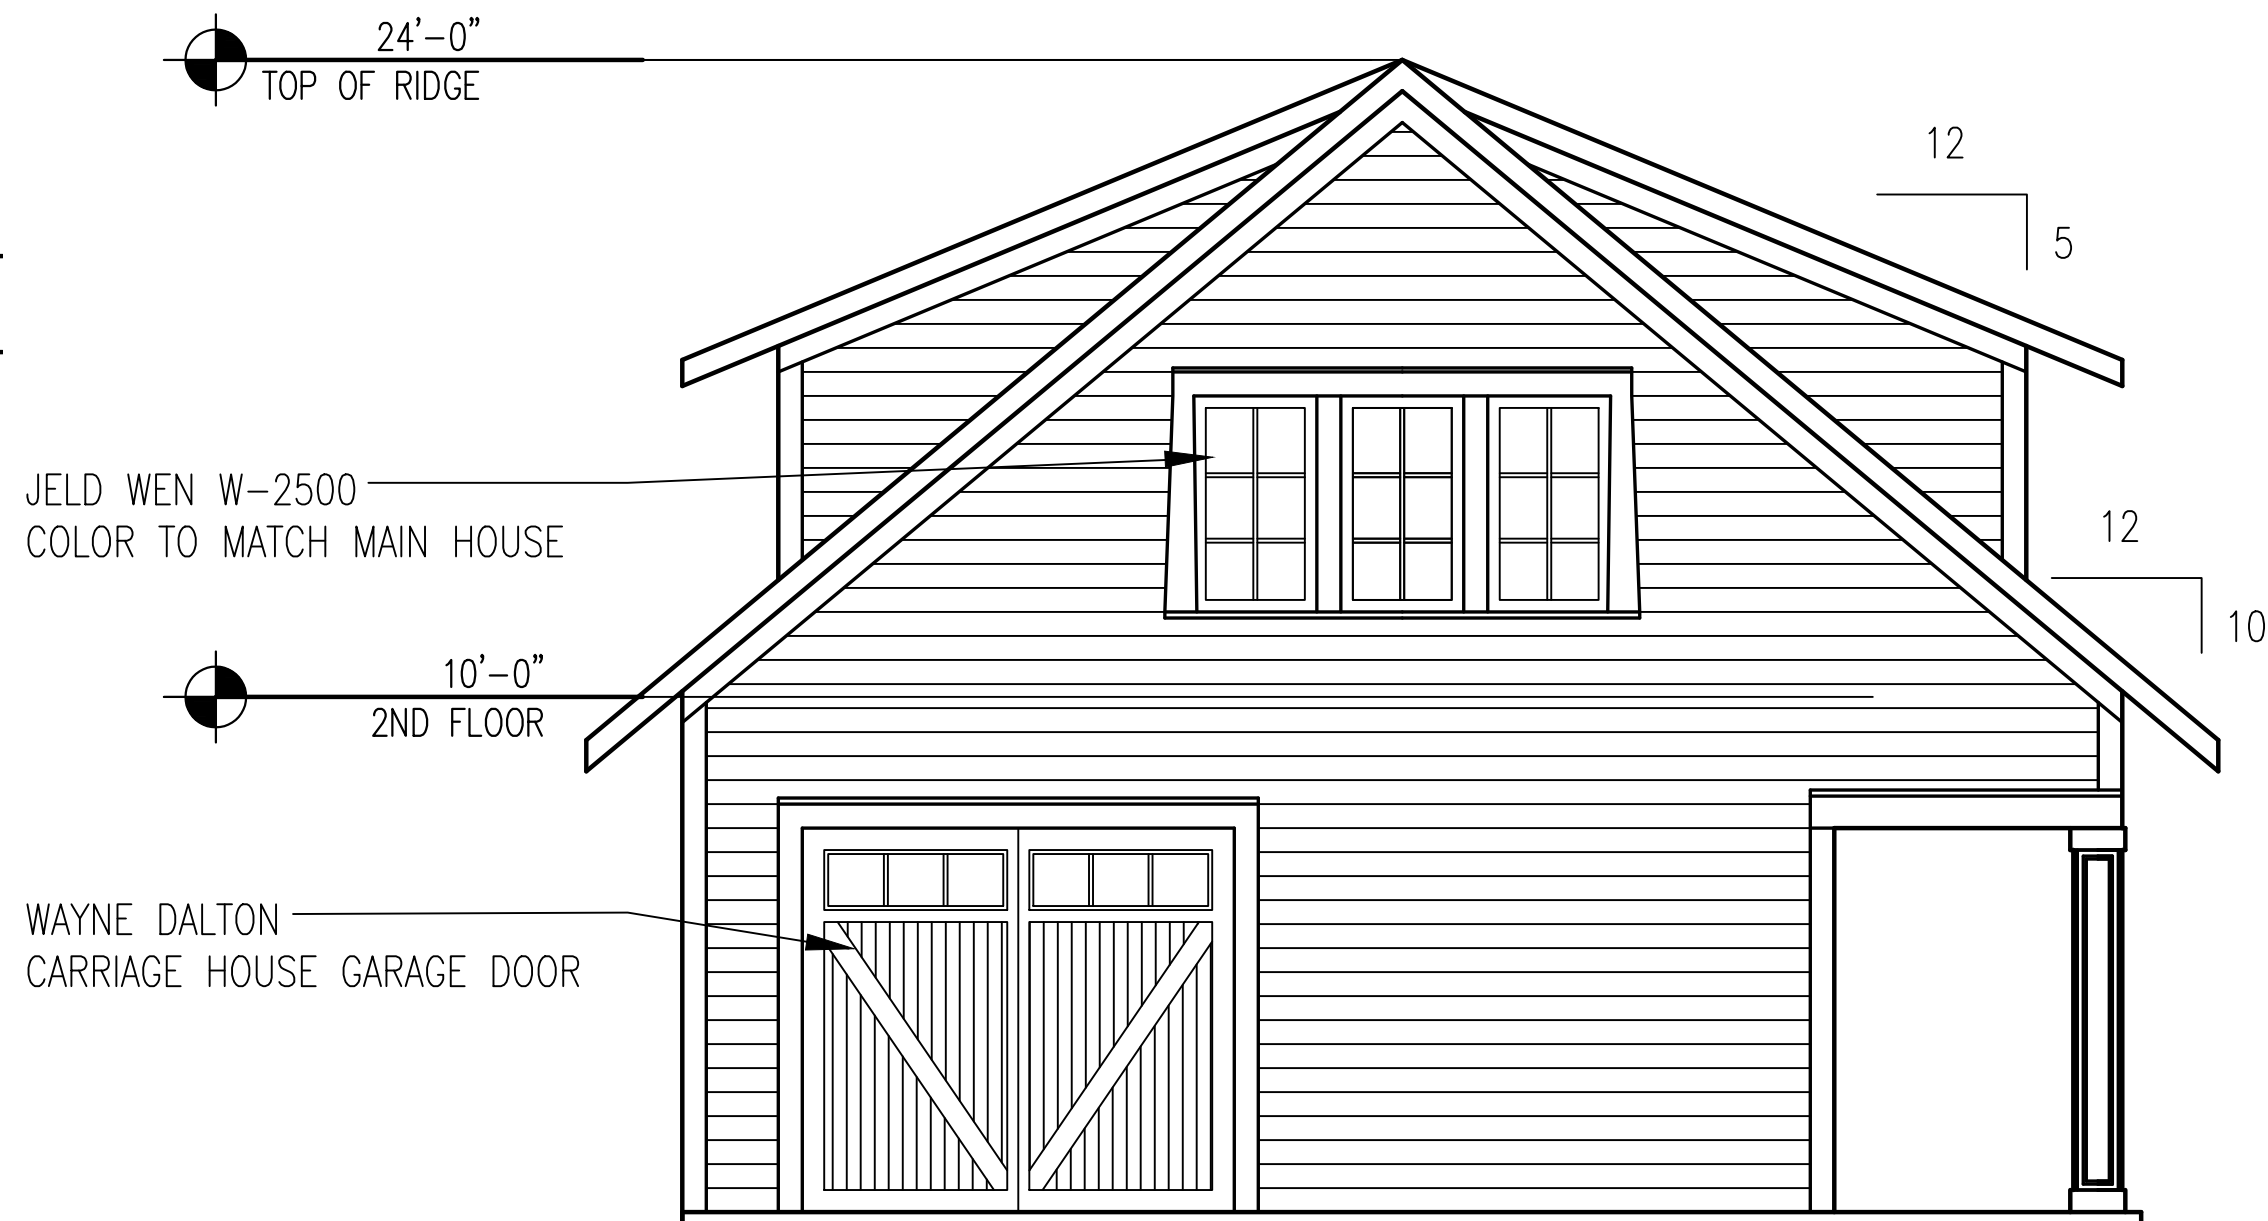 24'-0"
TOP OF RIDGE
12
5
JELD WEN W-2500
COLOR TO MATCH MAIN HOUSE
12
10
10'-0"
2ND FLOOR
WAYNE DALTON
CARRIAGE HOUSE GARAGE DOOR